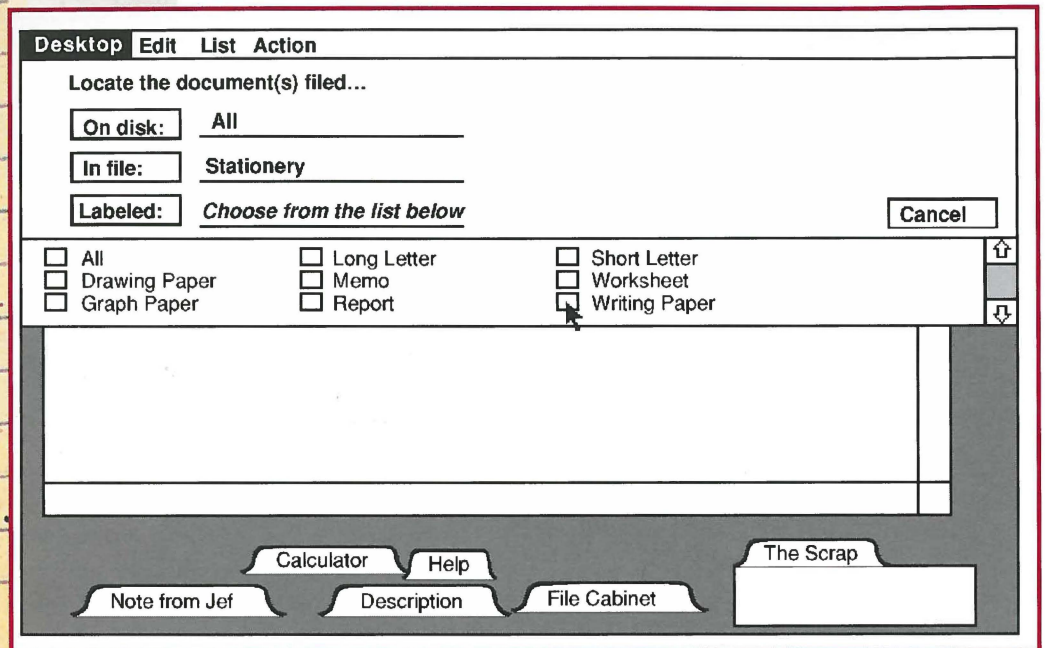 Desktop Edit List Action
Locate the document(s) filed...
On disk: All
In file: Stationery
Labeled: Choose from the list below
Cancel
All Long Letter Short Letter
Drawing Paper Memo Worksheet
Graph Paper Report Writing Paper
Calculator Help The Scrap
Note from Jef Description File Cabinet